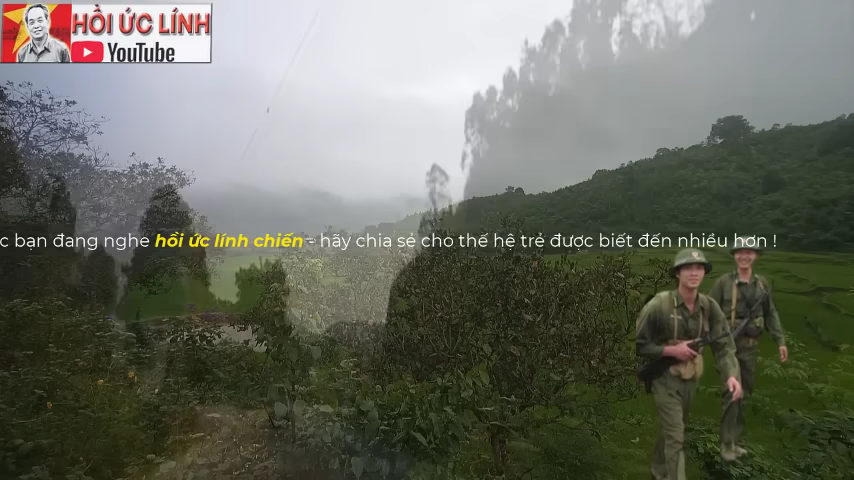 HỒI ỨC LÍNH
YouTube
c bạn đang nghe hồi ức lính chiến - hãy chia sẻ cho thế hệ trẻ được biết đến nhiều hơn !